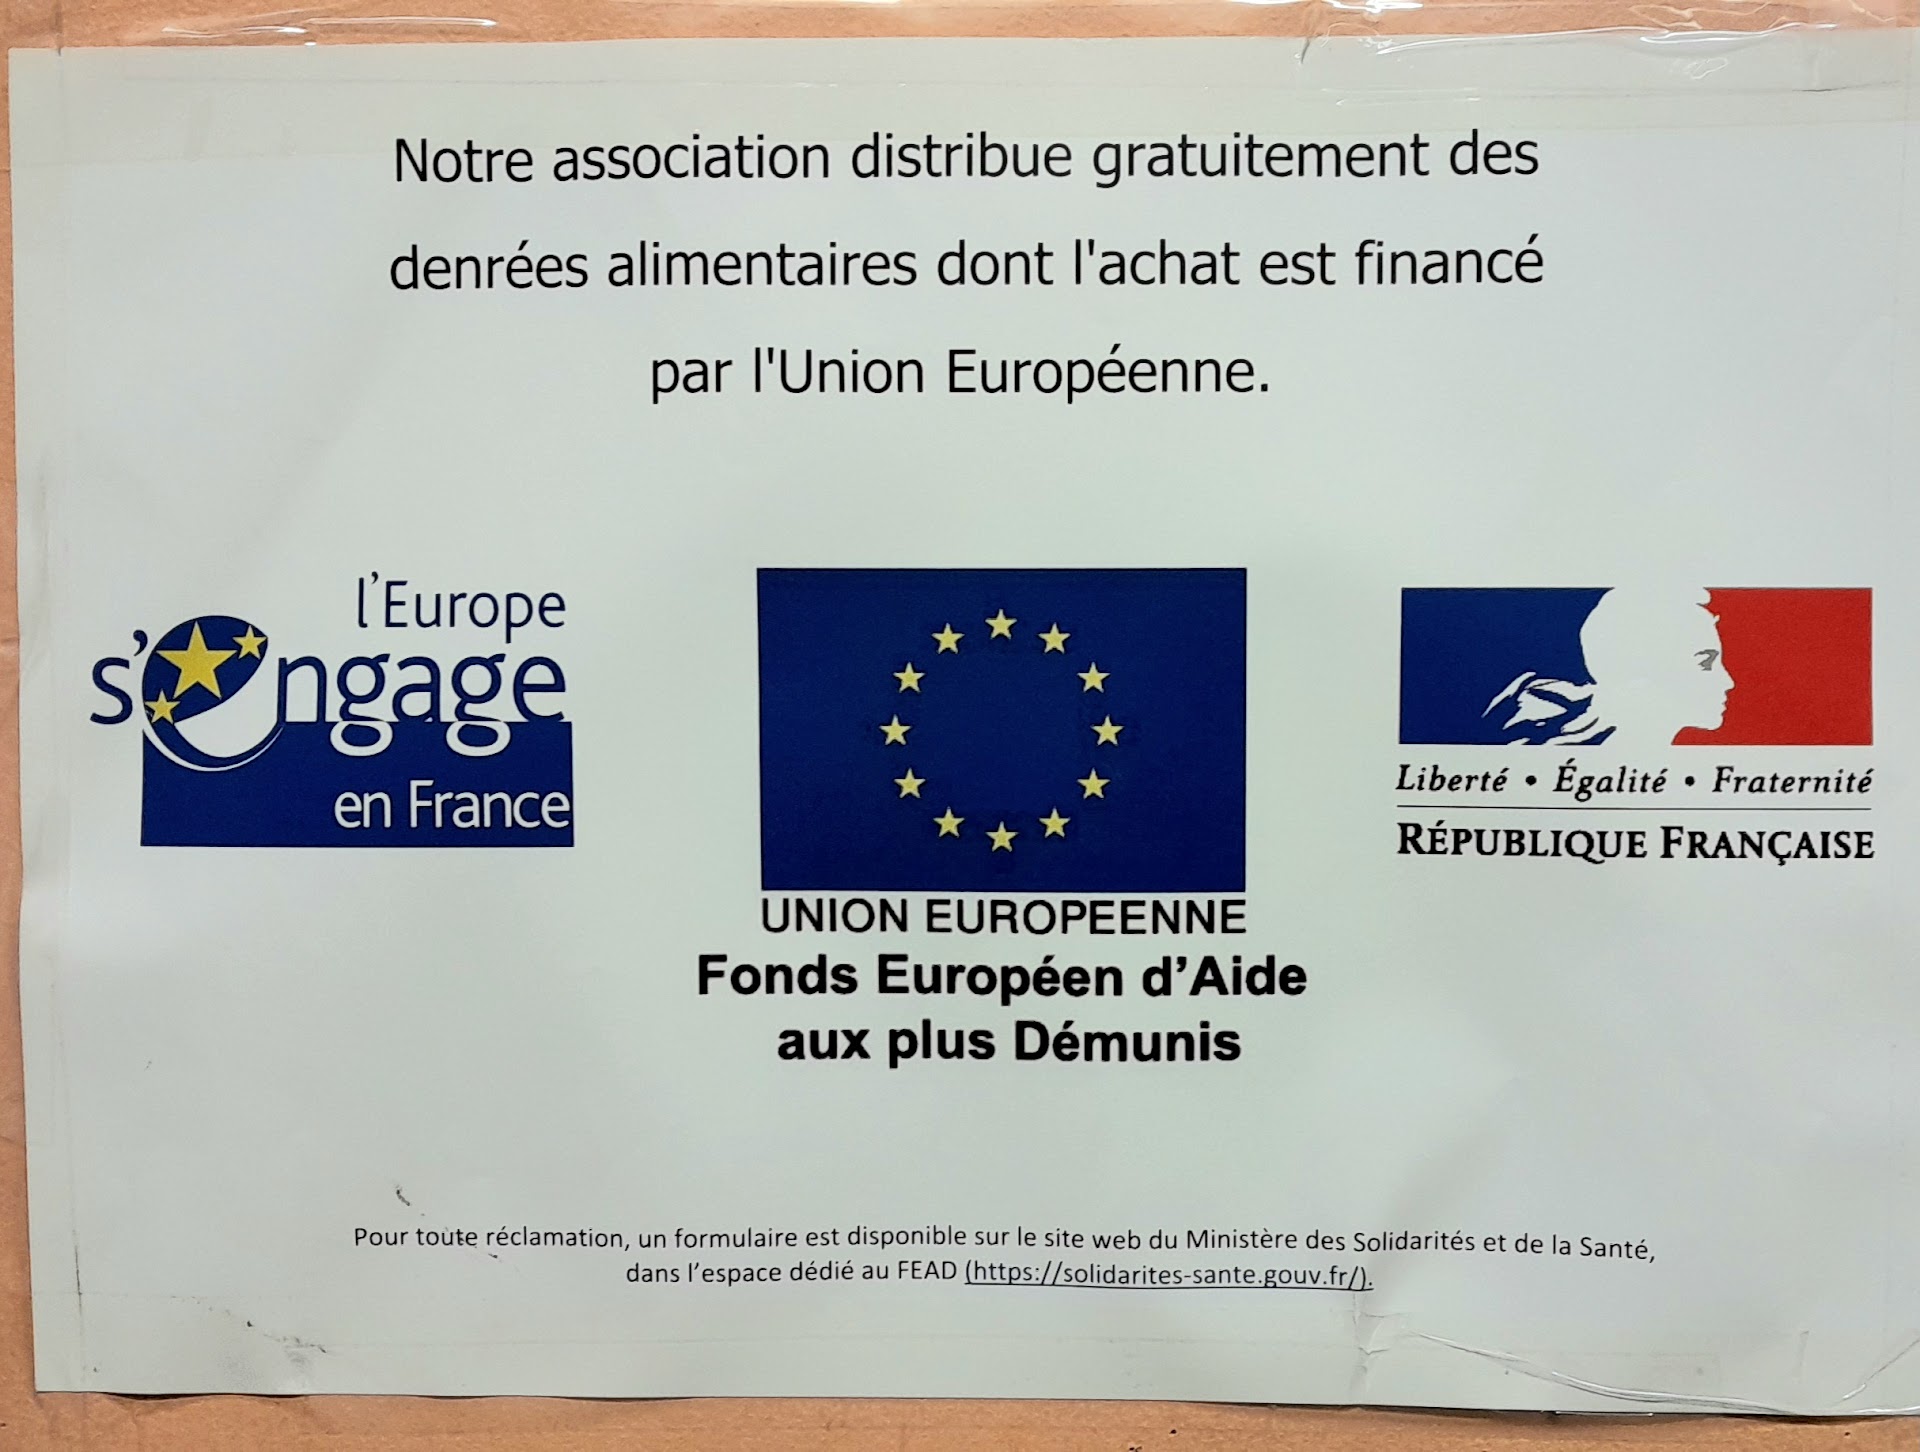 Notre association distribue gratuitement des
denrées alimentaires dont l'achat est financé
par l'Union Européenne.
l'Europe
s'engage
en France
UNION EUROPEENNE
Fonds Européen d'Aide
aux plus Démunis
Liberté • Égalité • Fraternité
RÉPUBLIQUE FRANÇAISE
Pour toute réclamation, un formulaire est disponible sur le site web du Ministère des Solidarités et de la Santé,
dans l'espace dédié au FEAD (https://solidarites-sante.gouv.fr/).